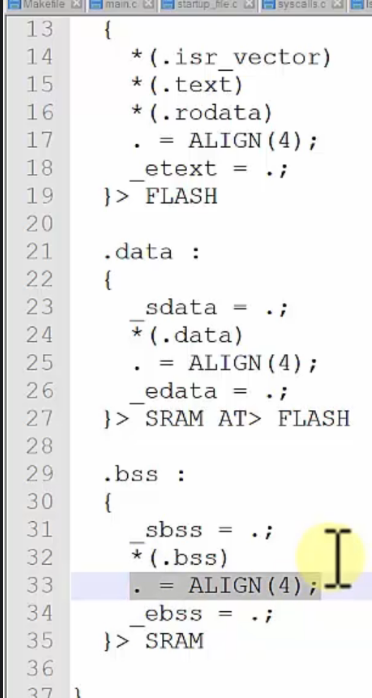 Makefile main.c startup_file.c syscalls.c
13 {
14 *(.isr_vector)
15 *(.text)
16 *(.rodata)
17 . = ALIGN(4);
18 _etext = .;
19 }> FLASH
20
21 .data :
22 {
23 _sdata = .;
24 *(.data)
25 . = ALIGN(4);
26 _edata = .;
27 }> SRAM AT> FLASH
28
29 .bss :
30 {
31 _sbss = .;
32 *(.bss)
33 . = ALIGN(4);
34 _ebss = .;
35 }> SRAM
36
37 }